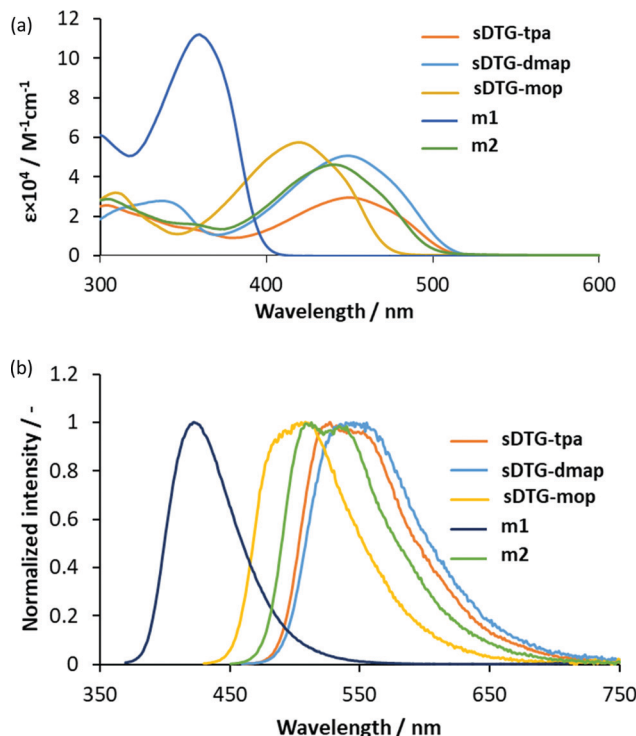 (a)
12
10
8
6
4
2
0
ε×10⁴ / M⁻¹cm⁻¹
sDTG-tpa
sDTG-dmap
sDTG-mop
m1
m2
300 400 500 600
Wavelength / nm
(b)
1.2
1
0.8
0.6
0.4
0.2
0
Normalized intensity / -
sDTG-tpa
sDTG-dmap
sDTG-mop
m1
m2
350 450 550 650 750
Wavelength / nm